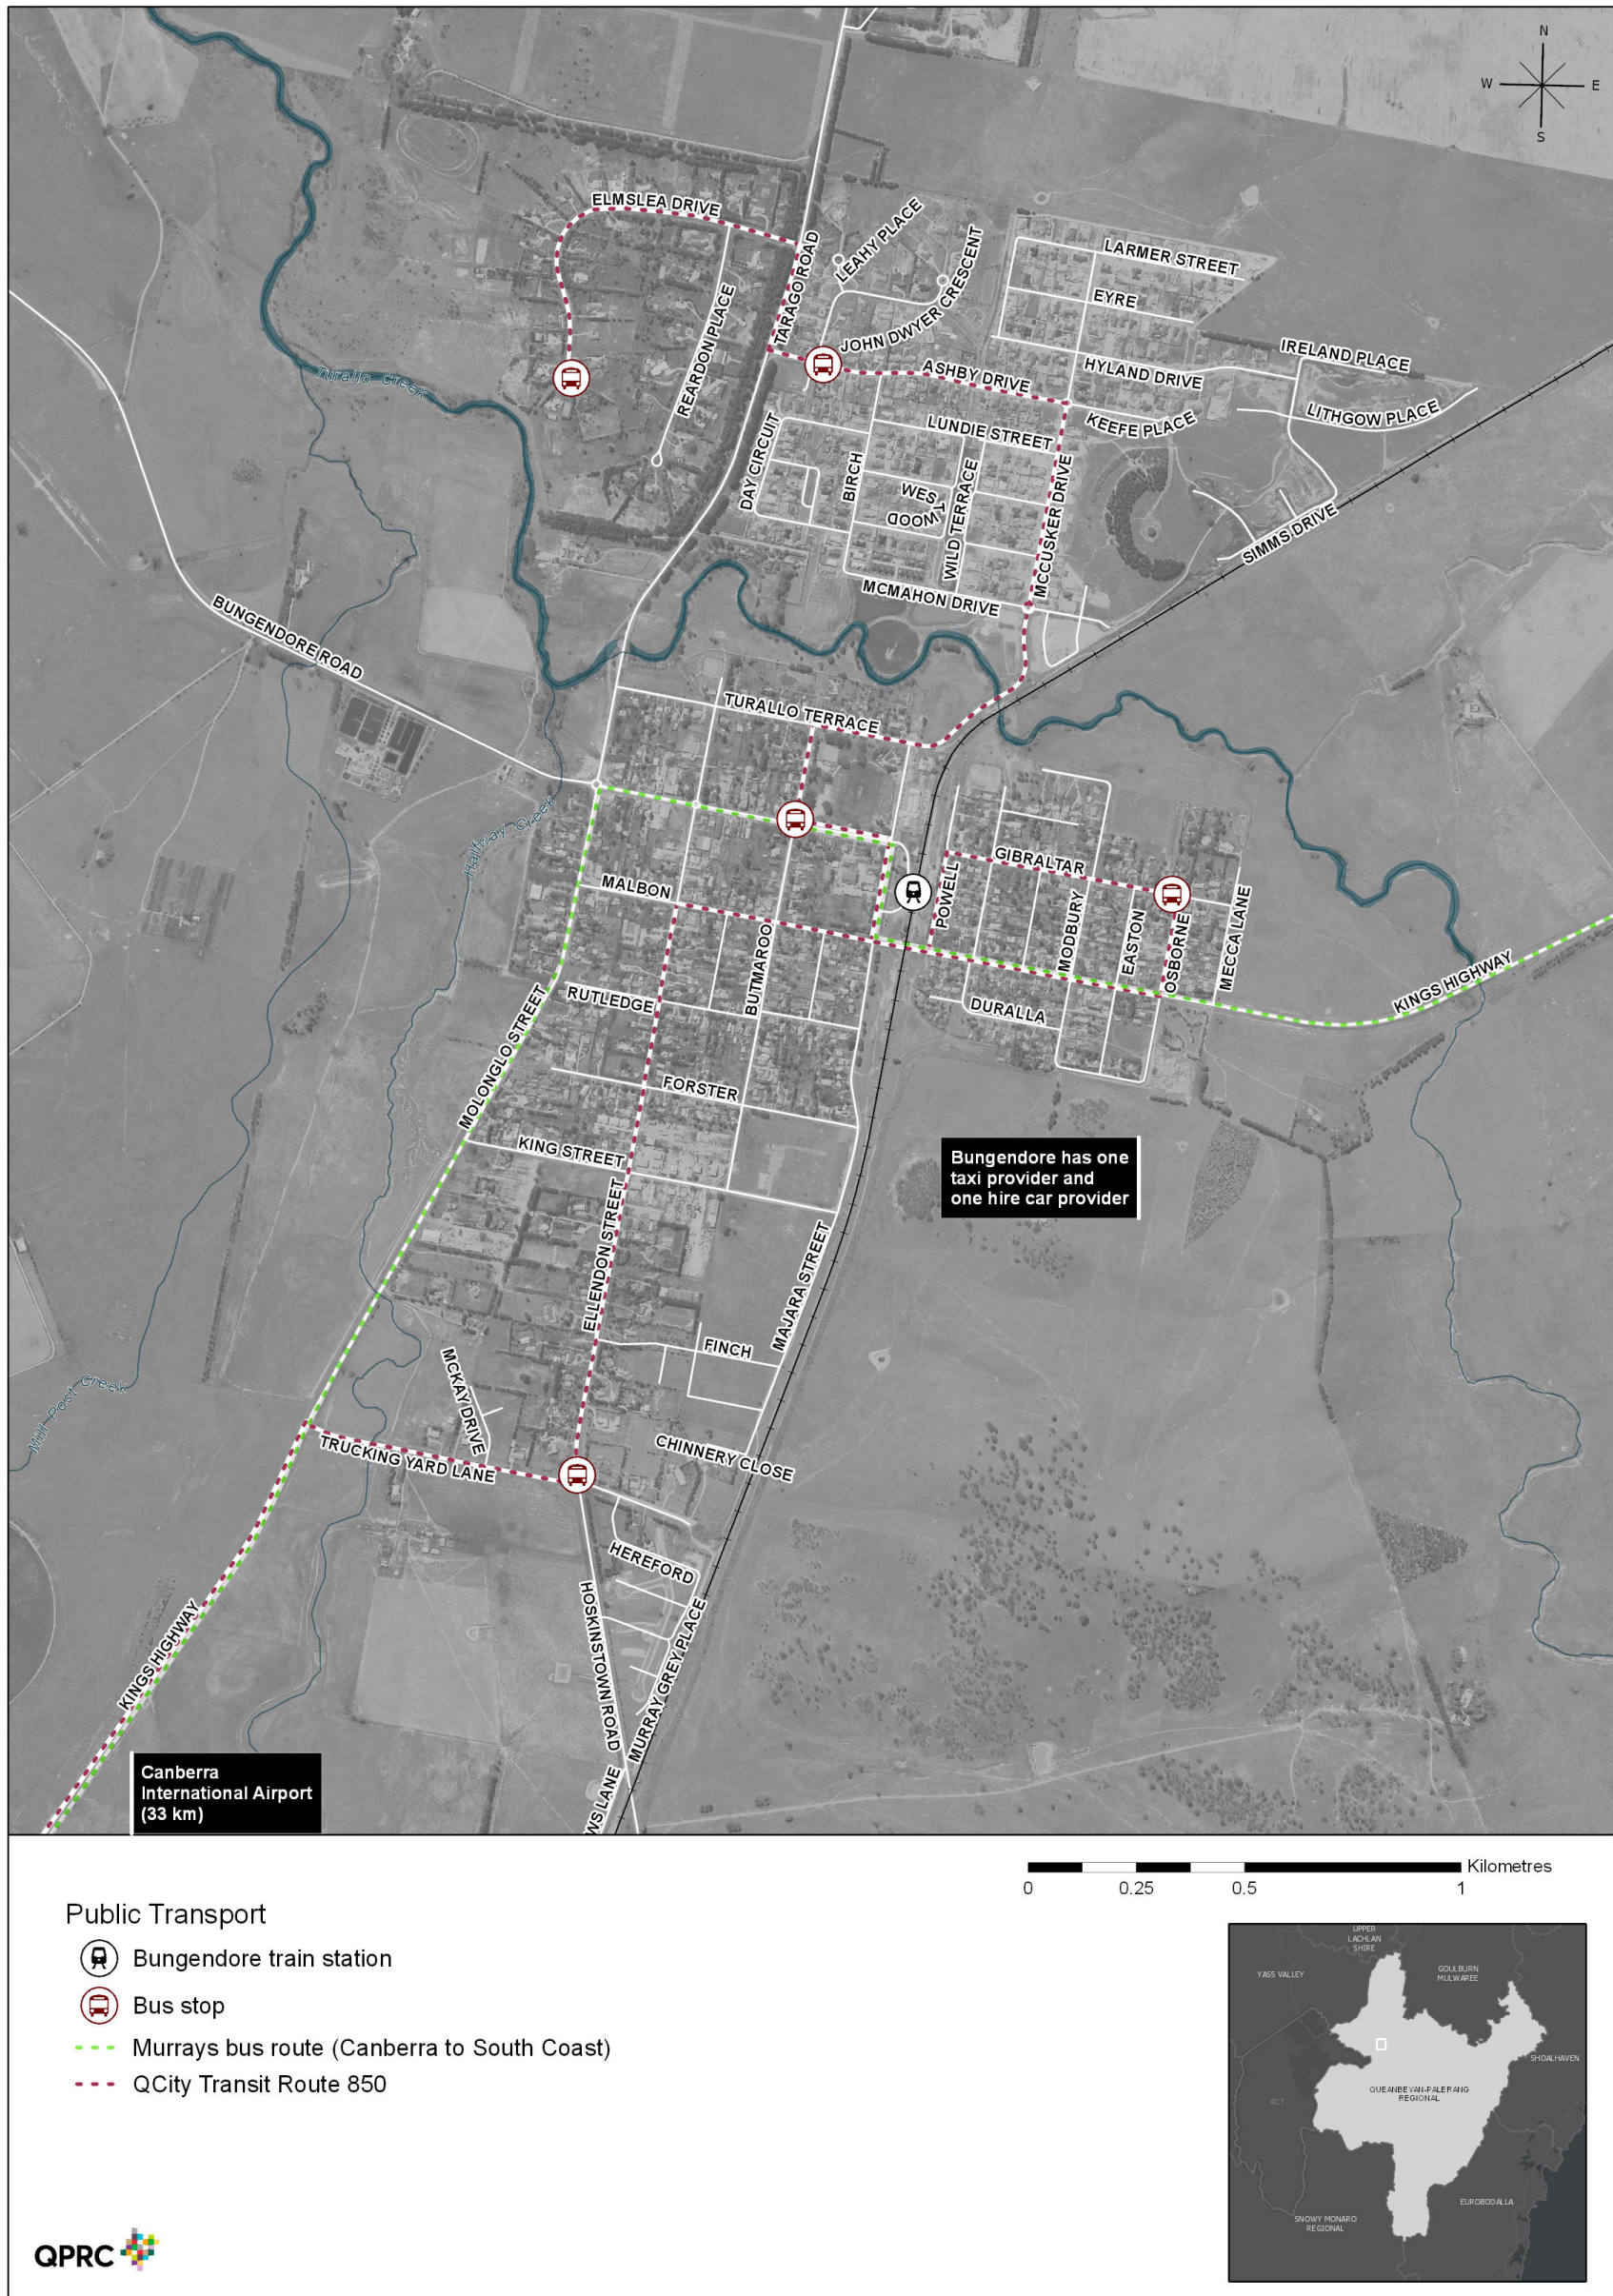 N
W
E
S
ELMSLEA DRIVE
LEAHY PLACE
TARAGO ROAD
JOHN DWYER CRESCENT
LARMER STREET
EYRE
REARDON PLACE
IRELAND PLACE
ASHBY DRIVE
HYLAND DRIVE
Turallo Creek
LITHGOW PLACE
KEEFE PLACE
LUNDIE STREET
DAY CIRCUIT
BIRCH
WEST
WOOD
WILD TERRACE
MCCUSKER DRIVE
SIMMS DRIVE
MCMAHON DRIVE
BUNGENDORE ROAD
TURALLO TERRACE
Halfway Creek
GIBRALTAR
MALBON
POWELL
MODBURY
EASTON
OSBORNE
MECCA LANE
BUTMAROO
KINGS HIGHWAY
RUTLEDGE
DURALLA
MOLONGLO STREET
FORSTER
KING STREET
Bungendore has one
taxi provider and
one hire car provider
ELLENDON STREET
MAJARA STREET
FINCH
MCKAY DRIVE
Mill Post Creek
TRUCKING YARD LANE
CHINNERY CLOSE
HEREFORD
HOSKINSTOWN ROAD
MURRAY GREY PLACE
KINGS HIGHWAY
WS LANE
Canberra
International Airport
(33 km)
Kilometres
0 0.25 0.5 1
Public Transport
Bungendore train station
Bus stop
Murrays bus route (Canberra to South Coast)
QCity Transit Route 850
UPPER
LACHLAN
SHIRE
YASS VALLEY
GOULBURN
MULWAREE
SHOALHAVEN
QUEANBEYAN-PALERANG
REGIONAL
ACT
EUROBODALLA
SNOWY MONARO
REGIONAL
QPRC